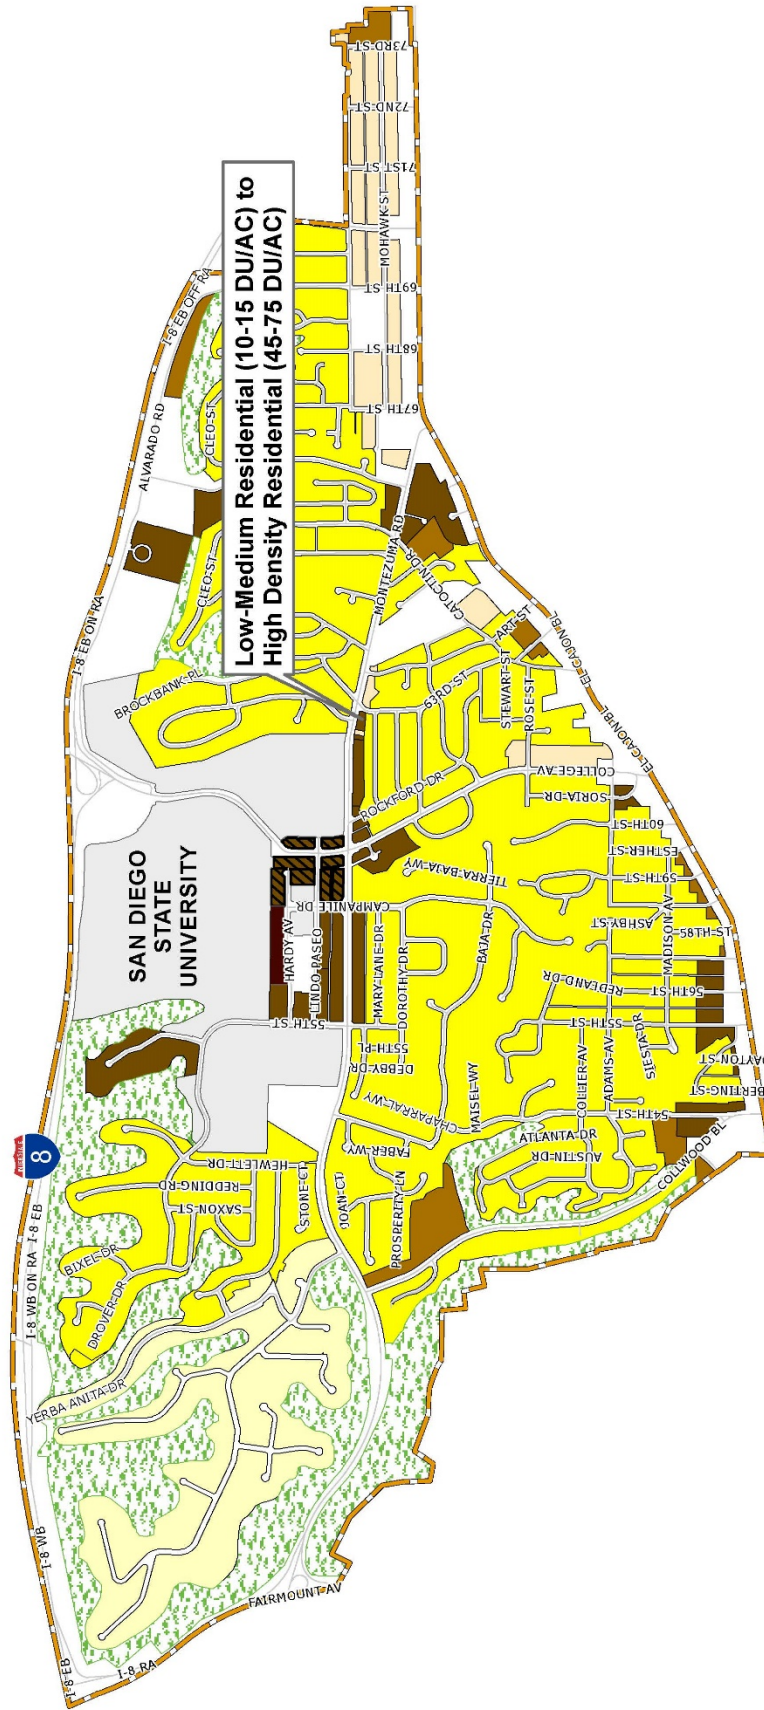 73RD ST
72ND ST
71ST ST
MOHAWK ST
69TH ST
68TH ST
67TH ST
I-8 EB OFF RA
ALVARADO RD
CLEO ST
Low-Medium Residential (10-15 DU/AC) to
High Density Residential (45-75 DU/AC)
I-8 EB ON RA
CLEO ST
MONTEZUMA RD
CATOCTIN DR
ART ST
EL CAJON BL
BROCKBANK PL
63RD ST
STEWART ST
ROSE ST
COLLEGE AV
EL CAJON BL
ROCKFORD DR
SORIA DR
60TH ST
ESTHER ST
59TH ST
TIERRA BAJA WY
SAN DIEGO
STATE
UNIVERSITY
CAMPANILE DR
HARDY AV
LINDO PASEO
MARY LANE DR
DOROTHY DR
BAJA DR
ASHBY ST
MADISON AV
58TH ST
REDLAND DR
56TH ST
55TH ST
55TH ST
55TH PL
DEBBY DR
SIESTA DR
COLLIER AV
ADAMS AV
DAYTON ST
BERTING ST
MAISEL WY
CHAPARRAL WY
54TH ST
FABER WY
ATLANTA DR
AUSTIN DR
COLLWOOD BL
INTERSTATE
8
HEWLETT DR
REDDING RD
SAXON ST
STONE CT
JOAN CT
PROSPERITY LN
I-8 EB
I-8 WB ON RA
BIXEL DR
DROVER DR
YERBA ANITA DR
I-8 WB
FAIRMOUNT AV
I-8 RA
I-8 EB